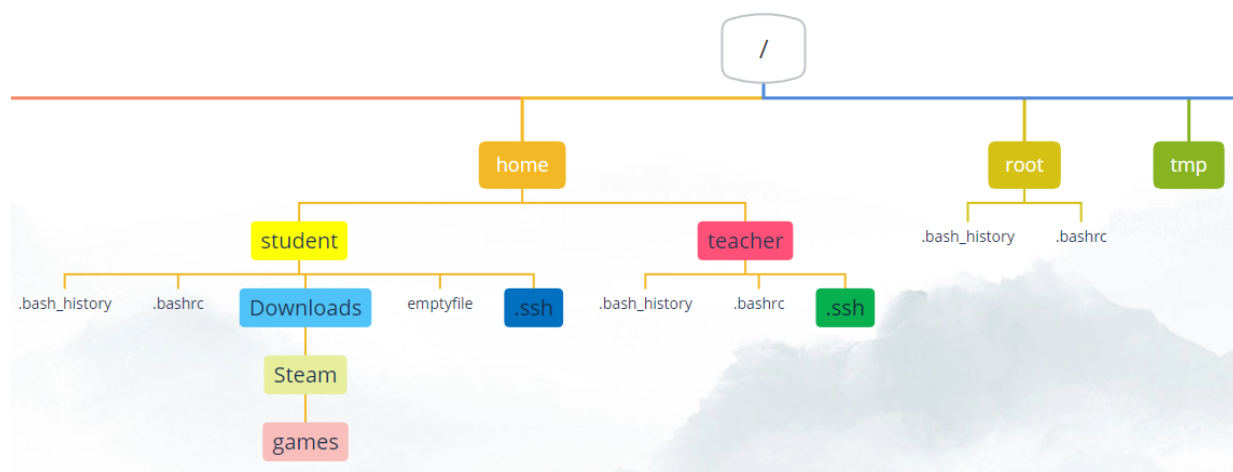 /
home
root
tmp
student
teacher
.bash_history
.bashrc
.bash_history
.bashrc
Downloads
emptyfile
.ssh
.bash_history
.bashrc
.ssh
Steam
games